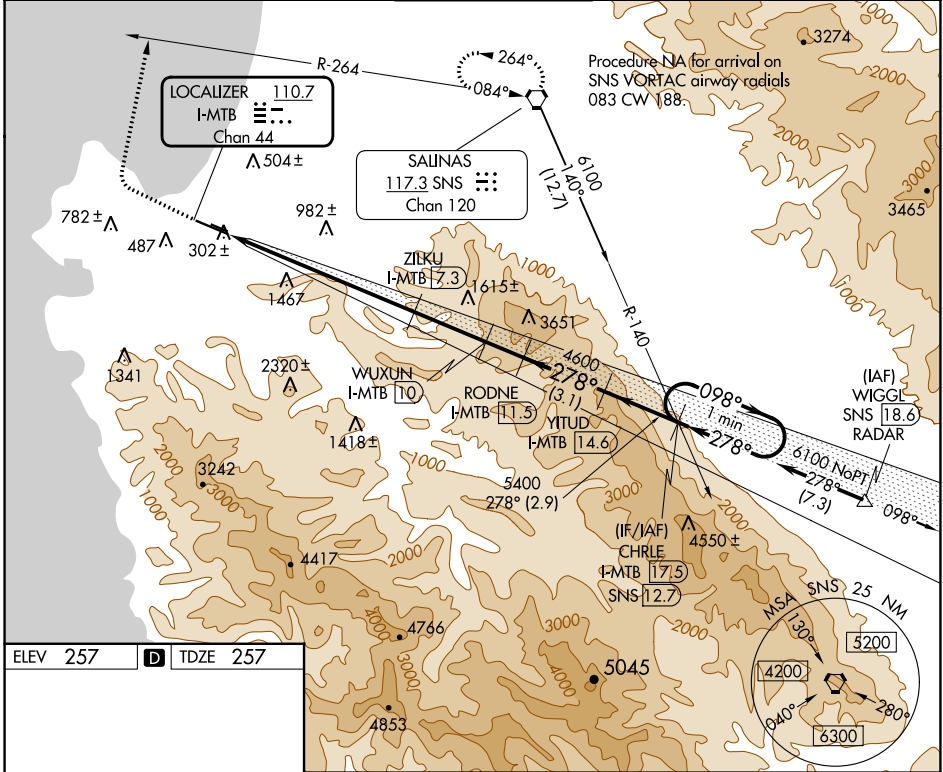 3274
R-264
264°
084°
Procedure NA for arrival on
SNS VORTAC airway radials
083 CW 188.
2000
LOCALIZER 110.7
I-MTB
Chan 44
504 ±
SALINAS
117.3 SNS
Chan 120
6100
140°
(12.7)
3000
3465
2000
1000
782 ±
487
302 ±
982 ±
1000
ZILKU
I-MTB 7.3
1615 ±
1467
3651
R-140
1341
2320 ±
WUXUN
I-MTB 10
4600
278°
(3.1)
RODNE
I-MTB 11.5
YITUD
I-MTB 14.6
098°
1 min
278°
(IAF)
WIGGL
SNS 18.6
RADAR
6100 NoPT
278°
(7.3)
098°
1418 ±
1000
2000
3242
3000
5400
278° (2.9)
3000
2000
4550 ±
(IF/IAF)
CHRLE
I-MTB 17.5
SNS 12.7
2000
4417
3000
3000
4766
4000
2000
5045
4853
MSA SNS 25 NM
130°
5200
4200
040°
280°
6300
ELEV 257 D TDZE 257